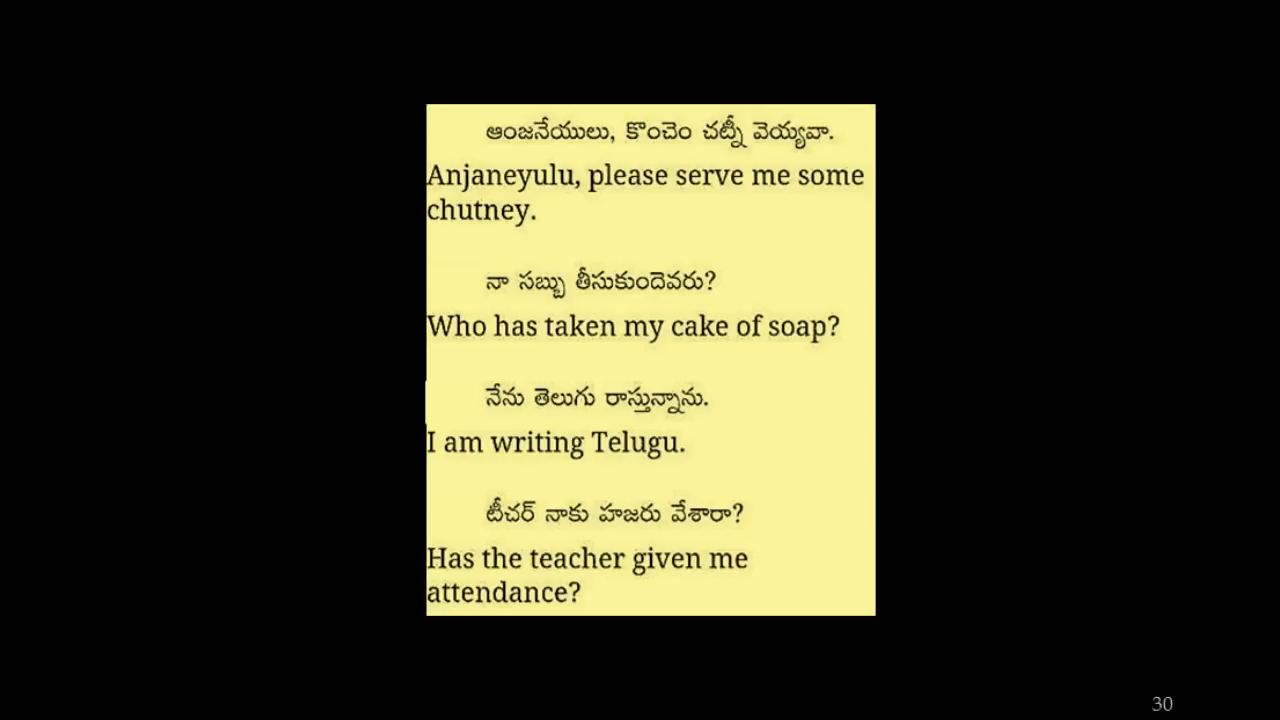 ఆంజనేయులు, కొంచెం చట్నీ వెయ్యవా.
Anjaneyulu, please serve me some
chutney.
నా సబ్బు తీసుకుందెవరు?
Who has taken my cake of soap?
నేను తెలుగు రాస్తున్నాను.
I am writing Telugu.
టీచర్ నాకు హజరు వేశారా?
Has the teacher given me
attendance?
30